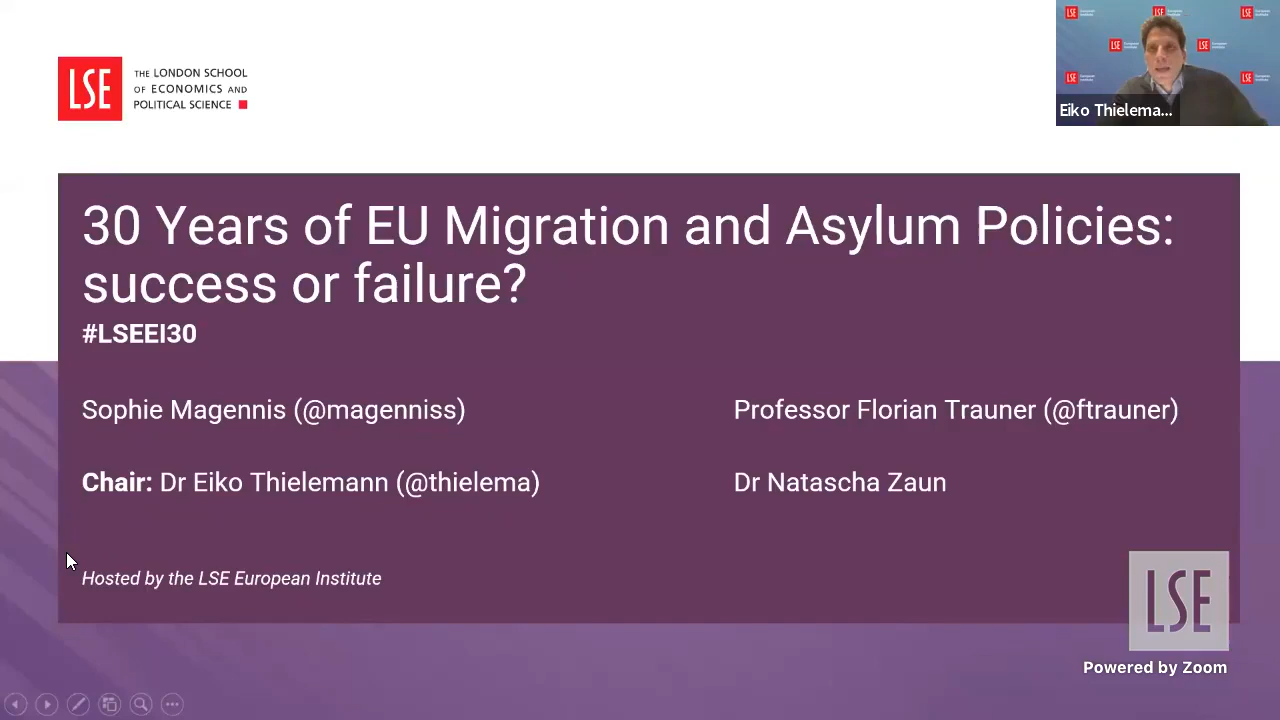 LSE
THE LONDON SCHOOL
OF ECONOMICS AND
POLITICAL SCIENCE
Eiko Thielema...
30 Years of EU Migration and Asylum Policies:
success or failure?
#LSEEI30
Sophie Magennis (@magenniss)
Professor Florian Trauner (@ftrauner)
Chair: Dr Eiko Thielemann (@thielema)
Dr Natascha Zaun
Hosted by the LSE European Institute
LSE
Powered by Zoom